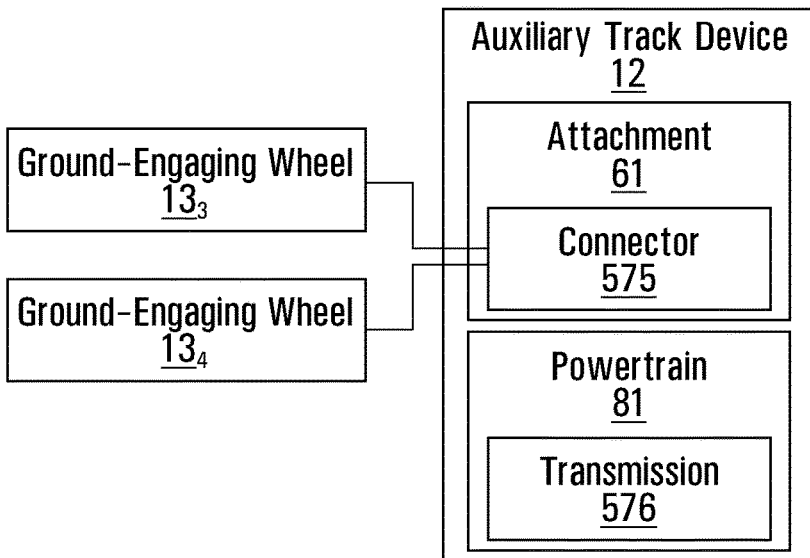 Auxiliary Track Device
12
Attachment
61
Ground-Engaging Wheel
13₃
Connector
575
Ground-Engaging Wheel
13₄
Powertrain
81
Transmission
576